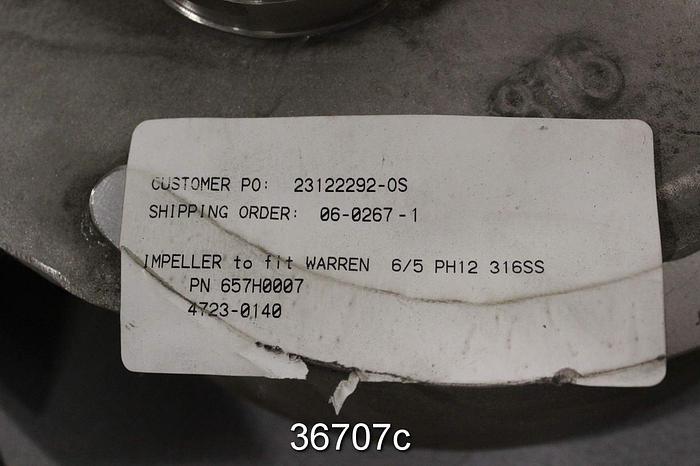 CUSTOMER PO: 23122292-OS
SHIPPING ORDER: 06-0267-1
IMPELLER to fit WARREN 6/5 PH12 316SS
PN 657H0007
4723-0140
36707c